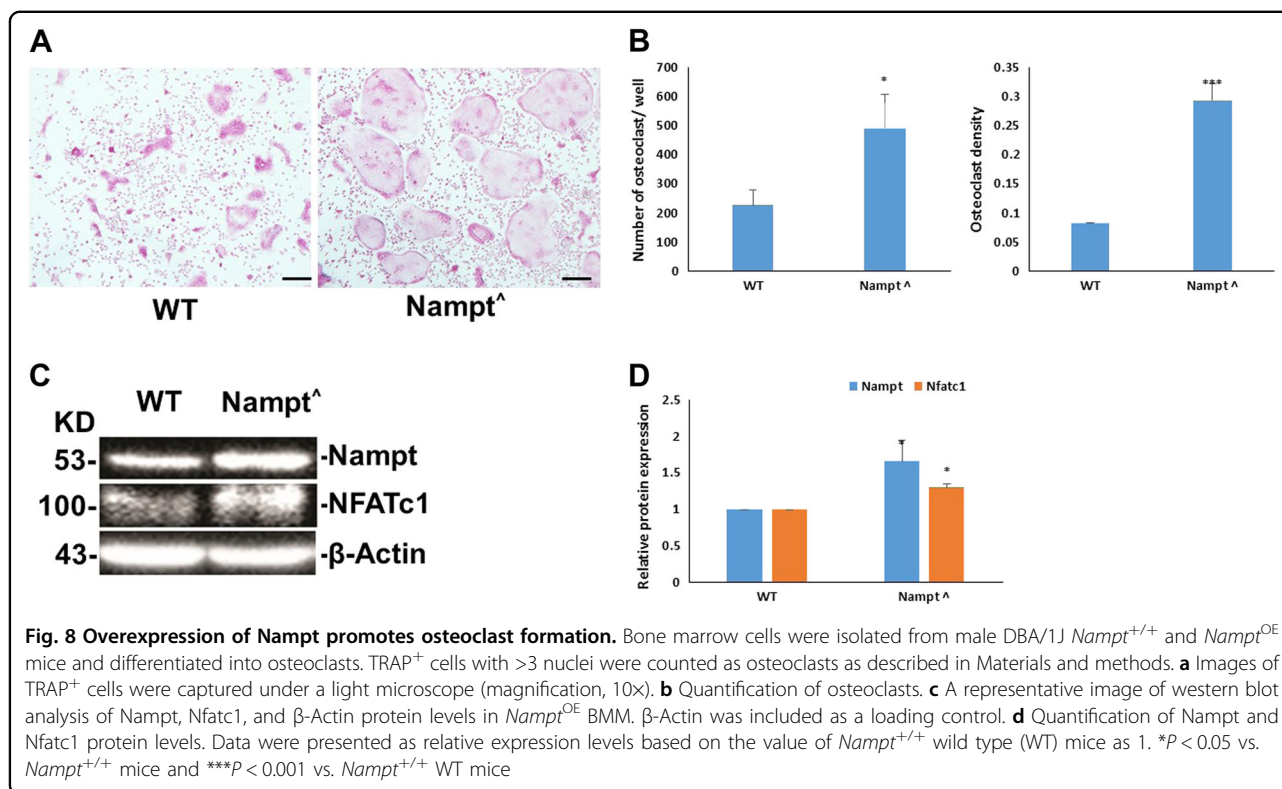 A
WT
Nampt^
B
Number of osteoclast/ well
700
600
500
400
300
200
100
0
*
WT
Nampt ^
Osteoclast density
0.35
0.3
0.25
0.2
0.15
0.1
0.05
0
***
WT
Nampt ^
C
WT Nampt^
KD
53- -Nampt
100- -NFATc1
43- -β-Actin
D
Nampt Nfatc1
Relative protein expression
2.5
2
1.5
1
0.5
0
*
*
WT
Nampt ^
Fig. 8 Overexpression of Nampt promotes osteoclast formation. Bone marrow cells were isolated from male DBA/1J Nampt+/+ and NamptOE
mice and differentiated into osteoclasts. TRAP+ cells with >3 nuclei were counted as osteoclasts as described in Materials and methods. a Images of
TRAP+ cells were captured under a light microscope (magnification, 10×). b Quantification of osteoclasts. c A representative image of western blot
analysis of Nampt, Nfatc1, and β-Actin protein levels in NamptOE BMM. β-Actin was included as a loading control. d Quantification of Nampt and
Nfatc1 protein levels. Data were presented as relative expression levels based on the value of Nampt+/+ wild type (WT) mice as 1. *P < 0.05 vs.
Nampt+/+ mice and ***P < 0.001 vs. Nampt+/+ WT mice